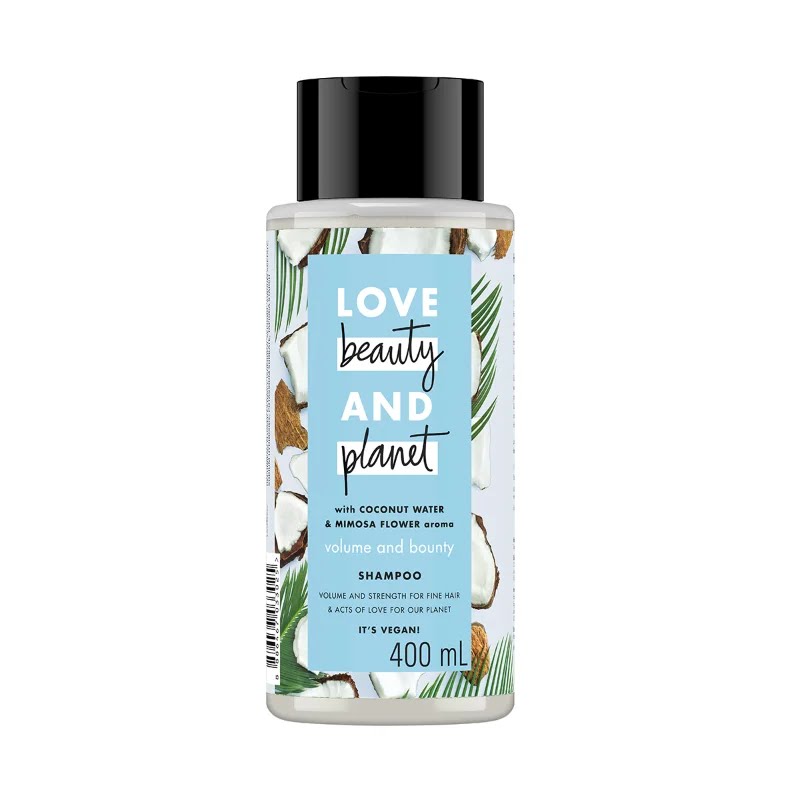 LOVE
beauty
AND
planet
with COCONUT WATER
& MIMOSA FLOWER aroma
volume and bounty
SHAMPOO
VOLUME AND STRENGTH FOR FINE HAIR
& ACTS OF LOVE FOR OUR PLANET
IT'S VEGAN!
400 mL